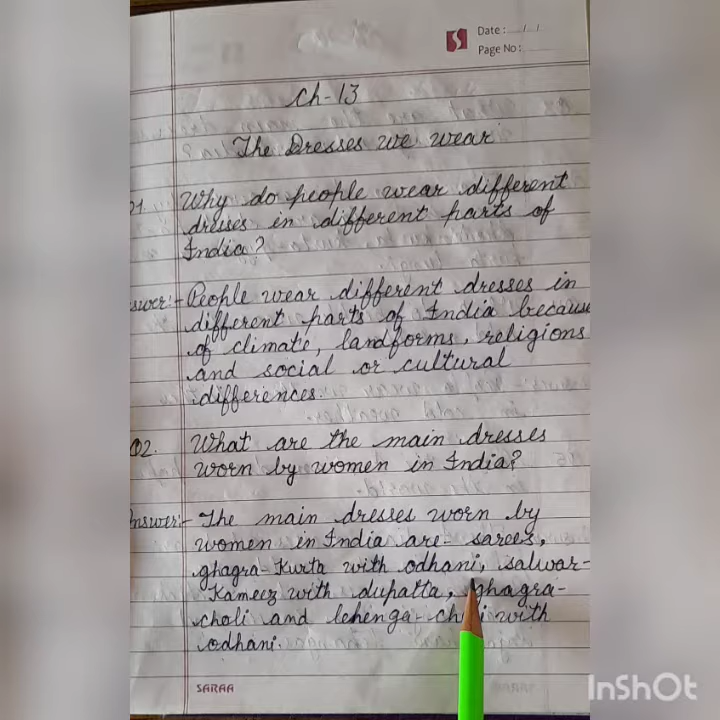 Date : / /
Page No :
Ch-13
The Dresses we wear
Q1. Why do people wear different
dresses in different parts of
India?
swer:- People wear different dresses in
different parts of India because
of climate, landforms, religions
and social or cultural
differences.
Q2. What are the main dresses
worn by women in India?
nswer:- The main dresses worn by
women in India are- sarees,
ghagra-Kurta with odhani, salwar-
Kameez with dupatta, ghagra-
choli and lehenga- choli with
odhani.
SARAA
InShOt